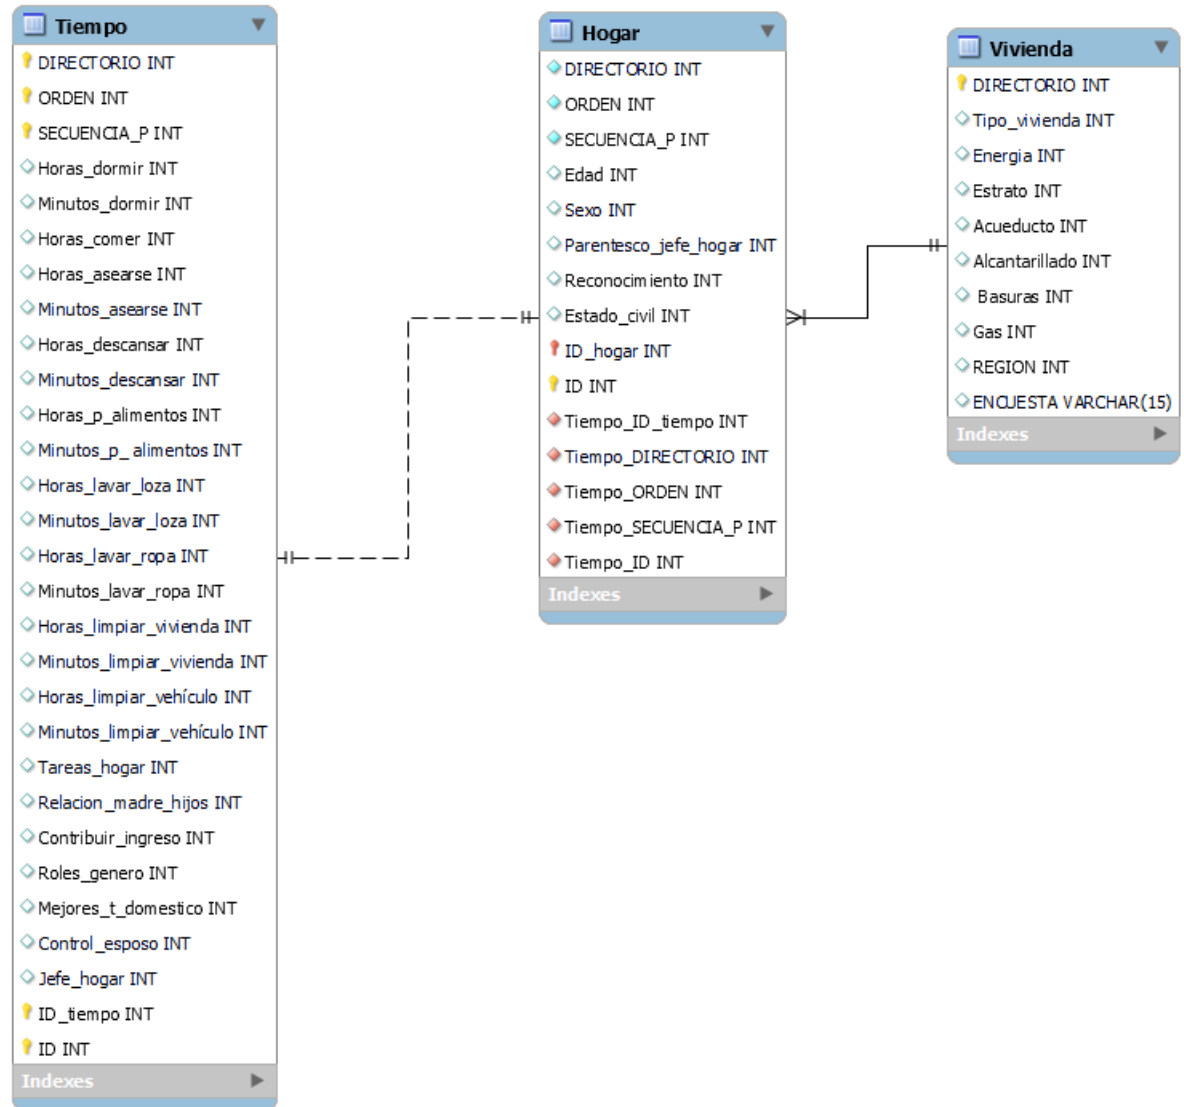 Tiempo
DIRECTORIO INT
ORDEN INT
SECUENCIA_P INT
Horas_dormir INT
Minutos_dormir INT
Horas_comer INT
Horas_asearse INT
Minutos_asearse INT
Horas_descansar INT
Minutos_descansar INT
Horas_p_alimentos INT
Minutos_p_ alimentos INT
Horas_lavar_loza INT
Minutos_lavar_loza INT
Horas_lavar_ropa INT
Minutos_lavar_ropa INT
Horas_limpiar_vivienda INT
Minutos_limpiar_vivienda INT
Horas_limpiar_vehículo INT
Minutos_limpiar_vehículo INT
Tareas_hogar INT
Relacion_madre_hijos INT
Contribuir_ingreso INT
Roles_genero INT
Mejores_t_domestico INT
Control_esposo INT
Jefe_hogar INT
ID_tiempo INT
ID INT
Indexes
Hogar
DIRECTORIO INT
ORDEN INT
SECUENCIA_P INT
Edad INT
Sexo INT
Parentesco_jefe_hogar INT
Reconocimiento INT
Estado_civil INT
ID_hogar INT
ID INT
Tiempo_ID_tiempo INT
Tiempo_DIRECTORIO INT
Tiempo_ORDEN INT
Tiempo_SECUENCIA_P INT
Tiempo_ID INT
Indexes
Vivienda
DIRECTORIO INT
Tipo_vivienda INT
Energia INT
Estrato INT
Acueducto INT
Alcantarillado INT
Basuras INT
Gas INT
REGION INT
ENCUESTA VARCHAR(15)
Indexes